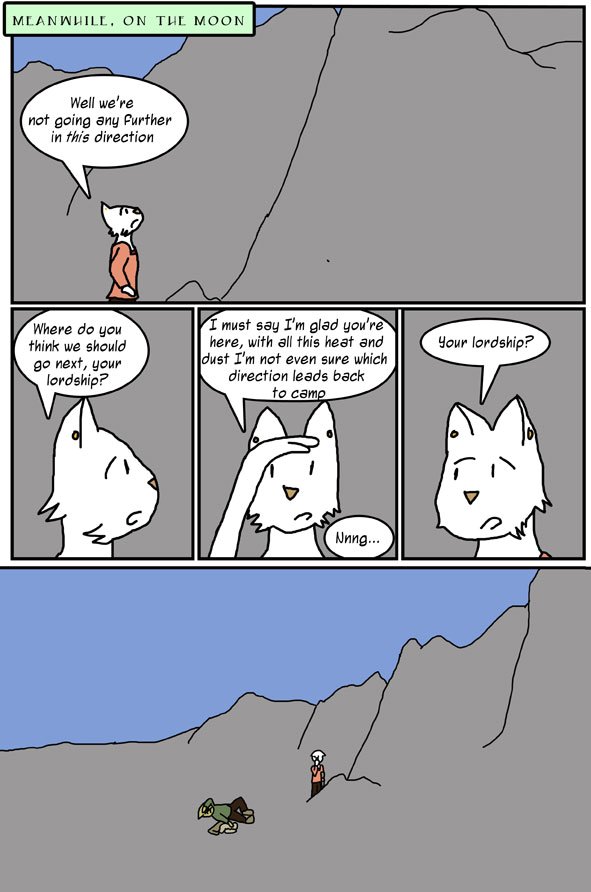 MEANWHILE, ON THE MOON
Well we're
not going any further
in this direction
Where do you
think we should
go next, your
lordship?
I must say I'm glad you're
here, with all this heat and
dust I'm not even sure which
direction leads back
to camp
Nnng...
Your lordship?